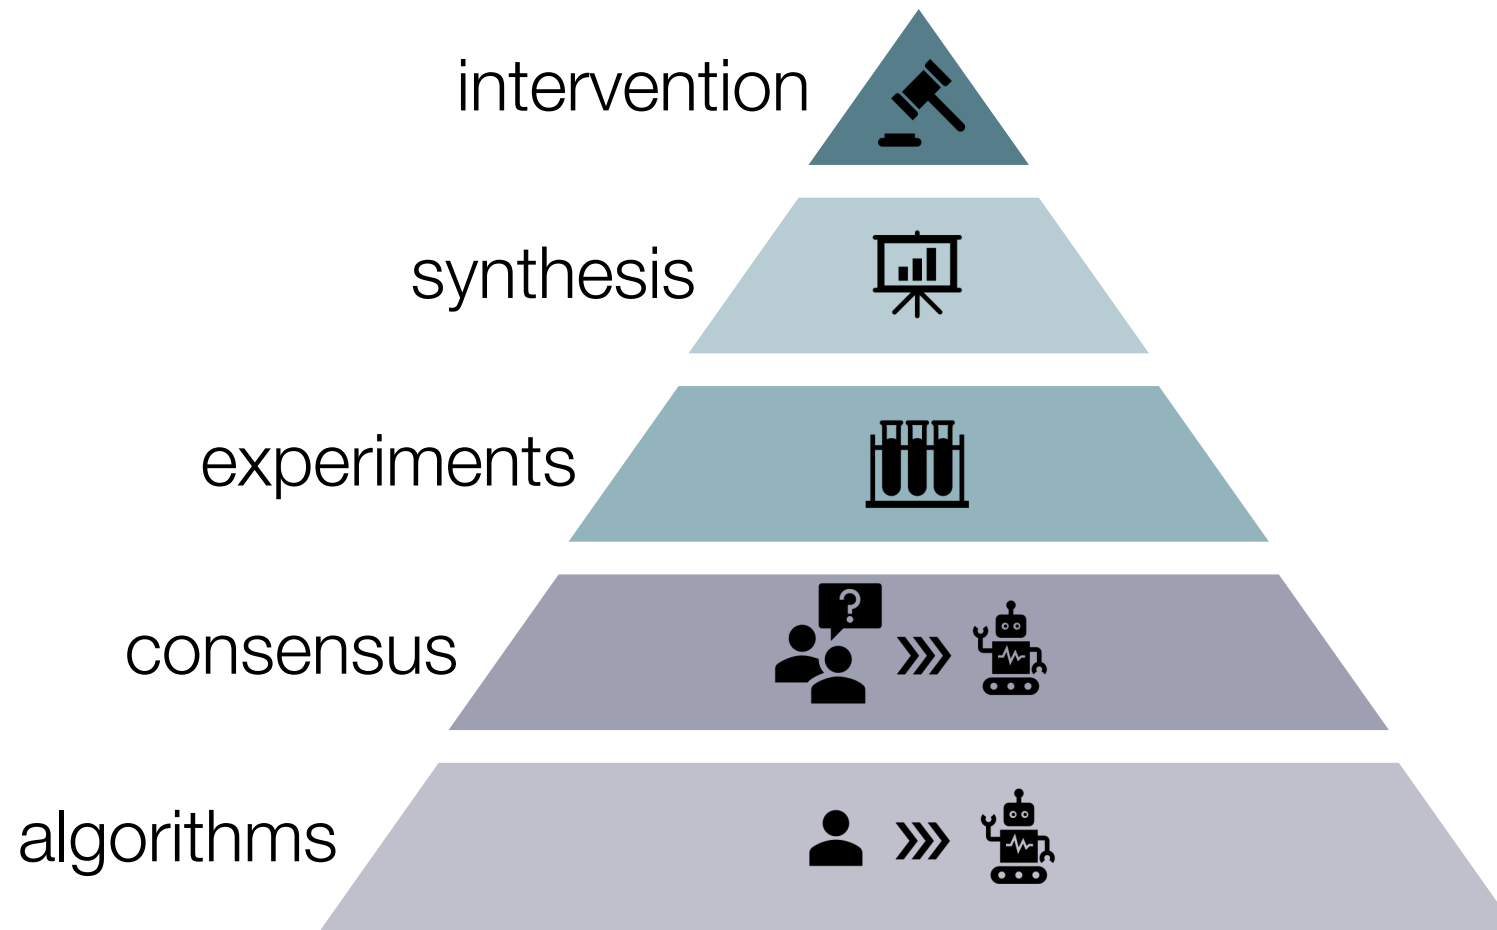 intervention
synthesis
experiments
?
consensus
algorithms